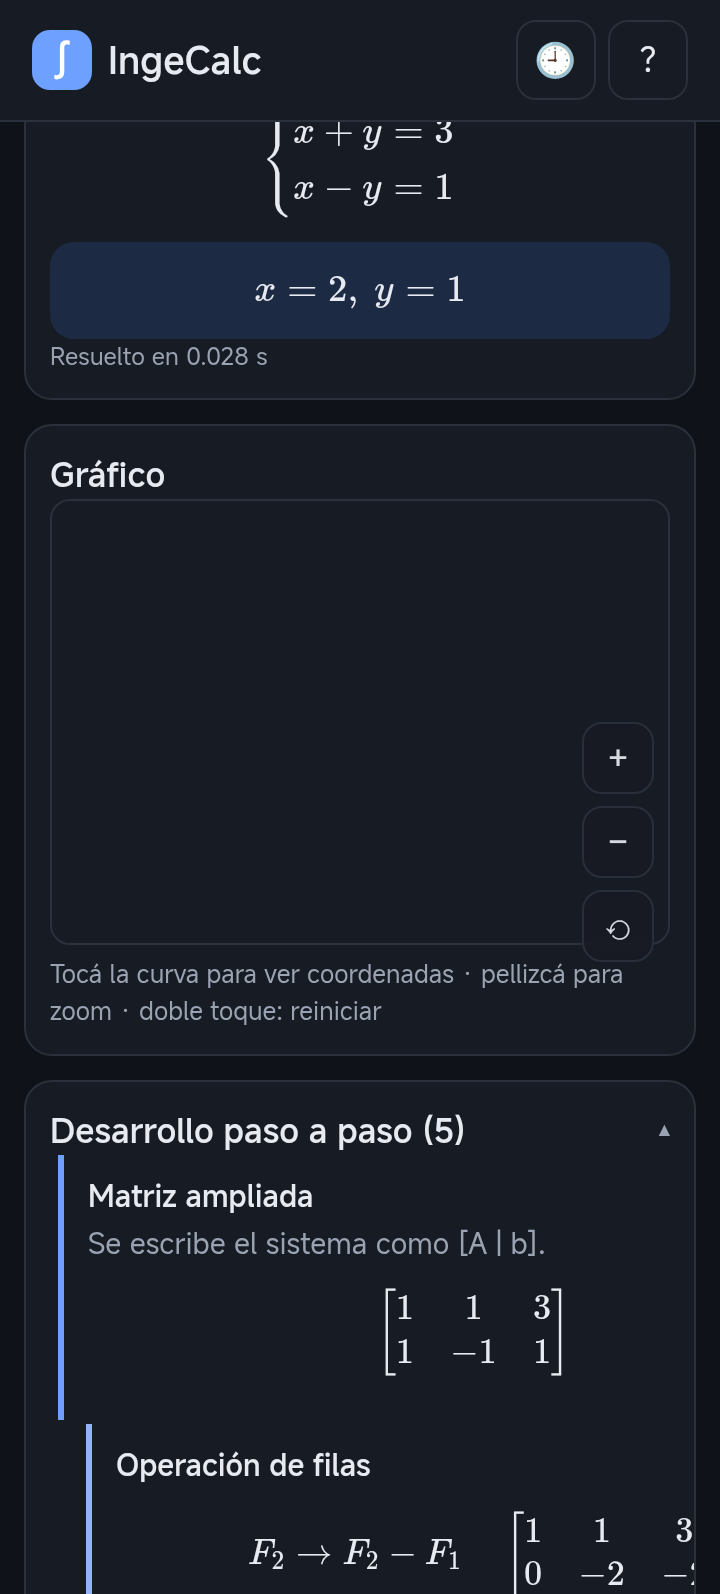 ∫ IngeCalc ?
x + y = 3
x − y = 1
x = 2, y = 1
Resuelto en 0.028 s
Gráfico
+
−
Tocá la curva para ver coordenadas · pellizcá para
zoom · doble toque: reiniciar
Desarrollo paso a paso (5) ▲
Matriz ampliada
Se escribe el sistema como [A | b].
1 1 3
1 −1 1
Operación de filas
F₂ → F₂ − F₁
1 1 3
0 −2